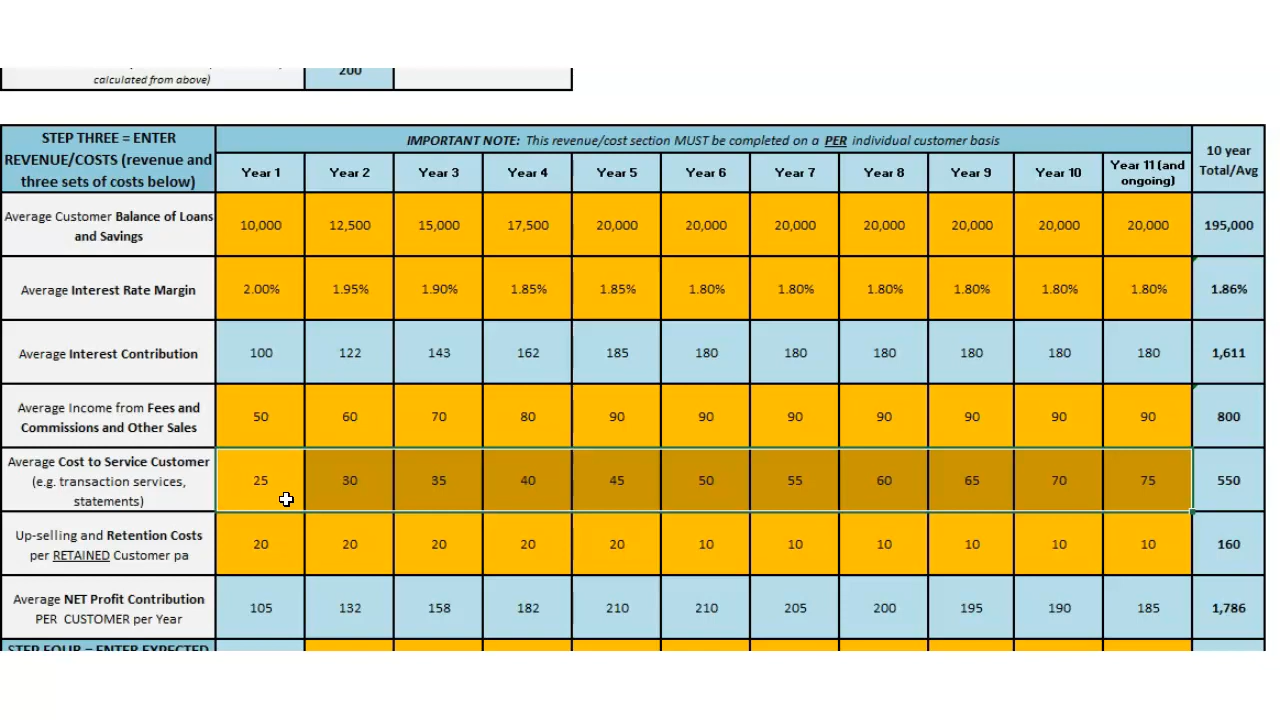 calculated from above)
200
STEP THREE = ENTER
REVENUE/COSTS (revenue and
three sets of costs below)
IMPORTANT NOTE: This revenue/cost section MUST be completed on a PER individual customer basis
10 year
Total/Avg
Year 1 Year 2 Year 3 Year 4 Year 5 Year 6 Year 7 Year 8 Year 9 Year 10 Year 11 (and
ongoing)
Average Customer Balance of Loans
and Savings
10,000 12,500 15,000 17,500 20,000 20,000 20,000 20,000 20,000 20,000 20,000 195,000
Average Interest Rate Margin 2.00% 1.95% 1.90% 1.85% 1.85% 1.80% 1.80% 1.80% 1.80% 1.80% 1.80% 1.86%
Average Interest Contribution 100 122 143 162 185 180 180 180 180 180 180 1,611
Average Income from Fees and
Commissions and Other Sales
50 60 70 80 90 90 90 90 90 90 90 800
Average Cost to Service Customer
(e.g. transaction services,
statements)
25 30 35 40 45 50 55 60 65 70 75 550
Up-selling and Retention Costs
per RETAINED Customer pa
20 20 20 20 20 10 10 10 10 10 10 160
Average NET Profit Contribution
PER CUSTOMER per Year
105 132 158 182 210 210 205 200 195 190 185 1,786
STEP FOUR = ENTER EXPECTED